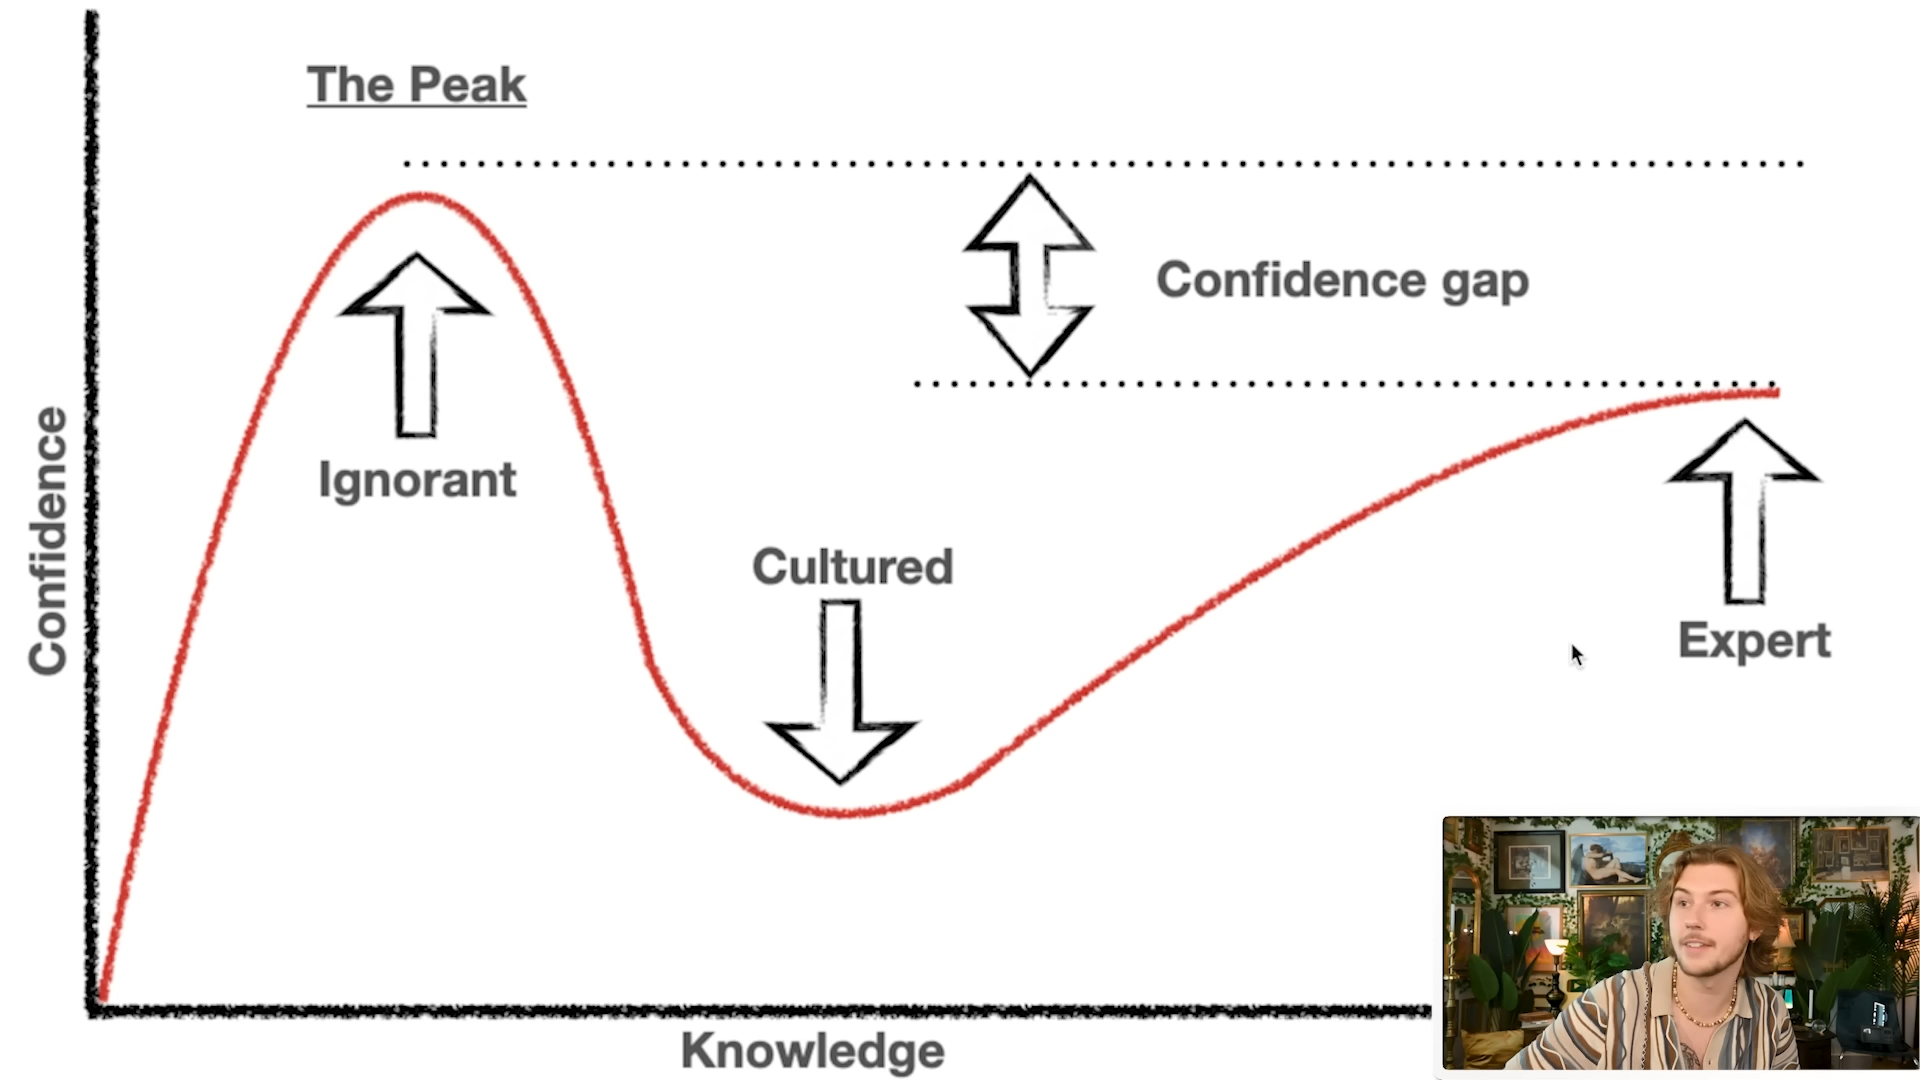 The Peak
Confidence gap
Ignorant
Cultured
Expert
Confidence
Knowledge